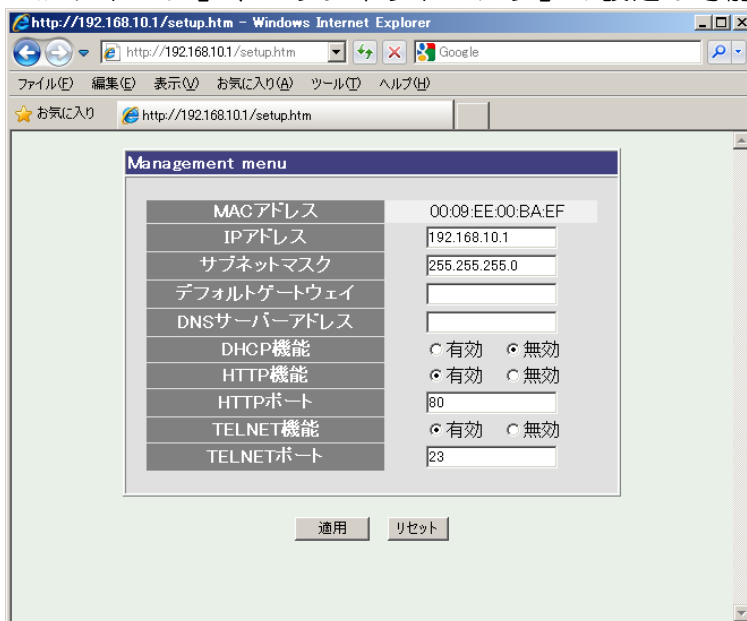 http://192.168.10.1/setup.htm - Windows Internet Explorer
http://192.168.10.1/setup.htm
Google
ファイル(F) 編集(E) 表示(V) お気に入り(A) ツール(T) ヘルプ(H)
お気に入り
http://192.168.10.1/setup.htm
Management menu
MACアドレス 00:09:EE:00:BA:EF
IPアドレス 192.168.10.1
サブネットマスク 255.255.255.0
デフォルトゲートウェイ
DNSサーバーアドレス
DHCP機能 有効 無効
HTTP機能 有効 無効
HTTPポート 80
TELNET機能 有効 無効
TELNETポート 23
適用 リセット